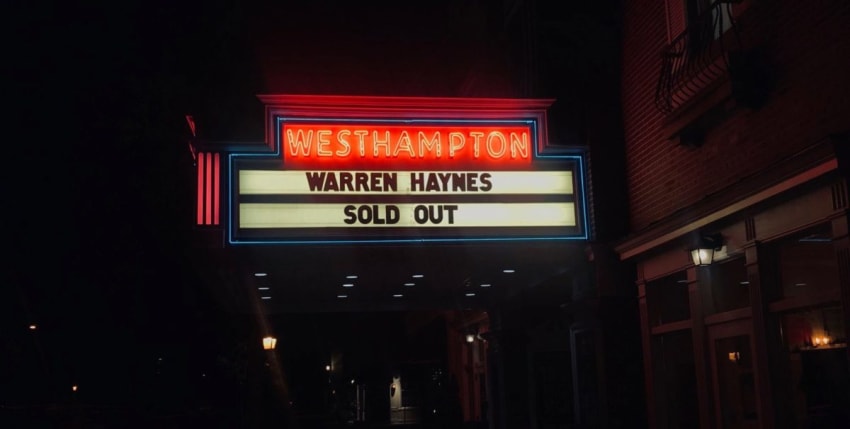 WESTHAMPTON
WARREN HAYNES
SOLD OUT